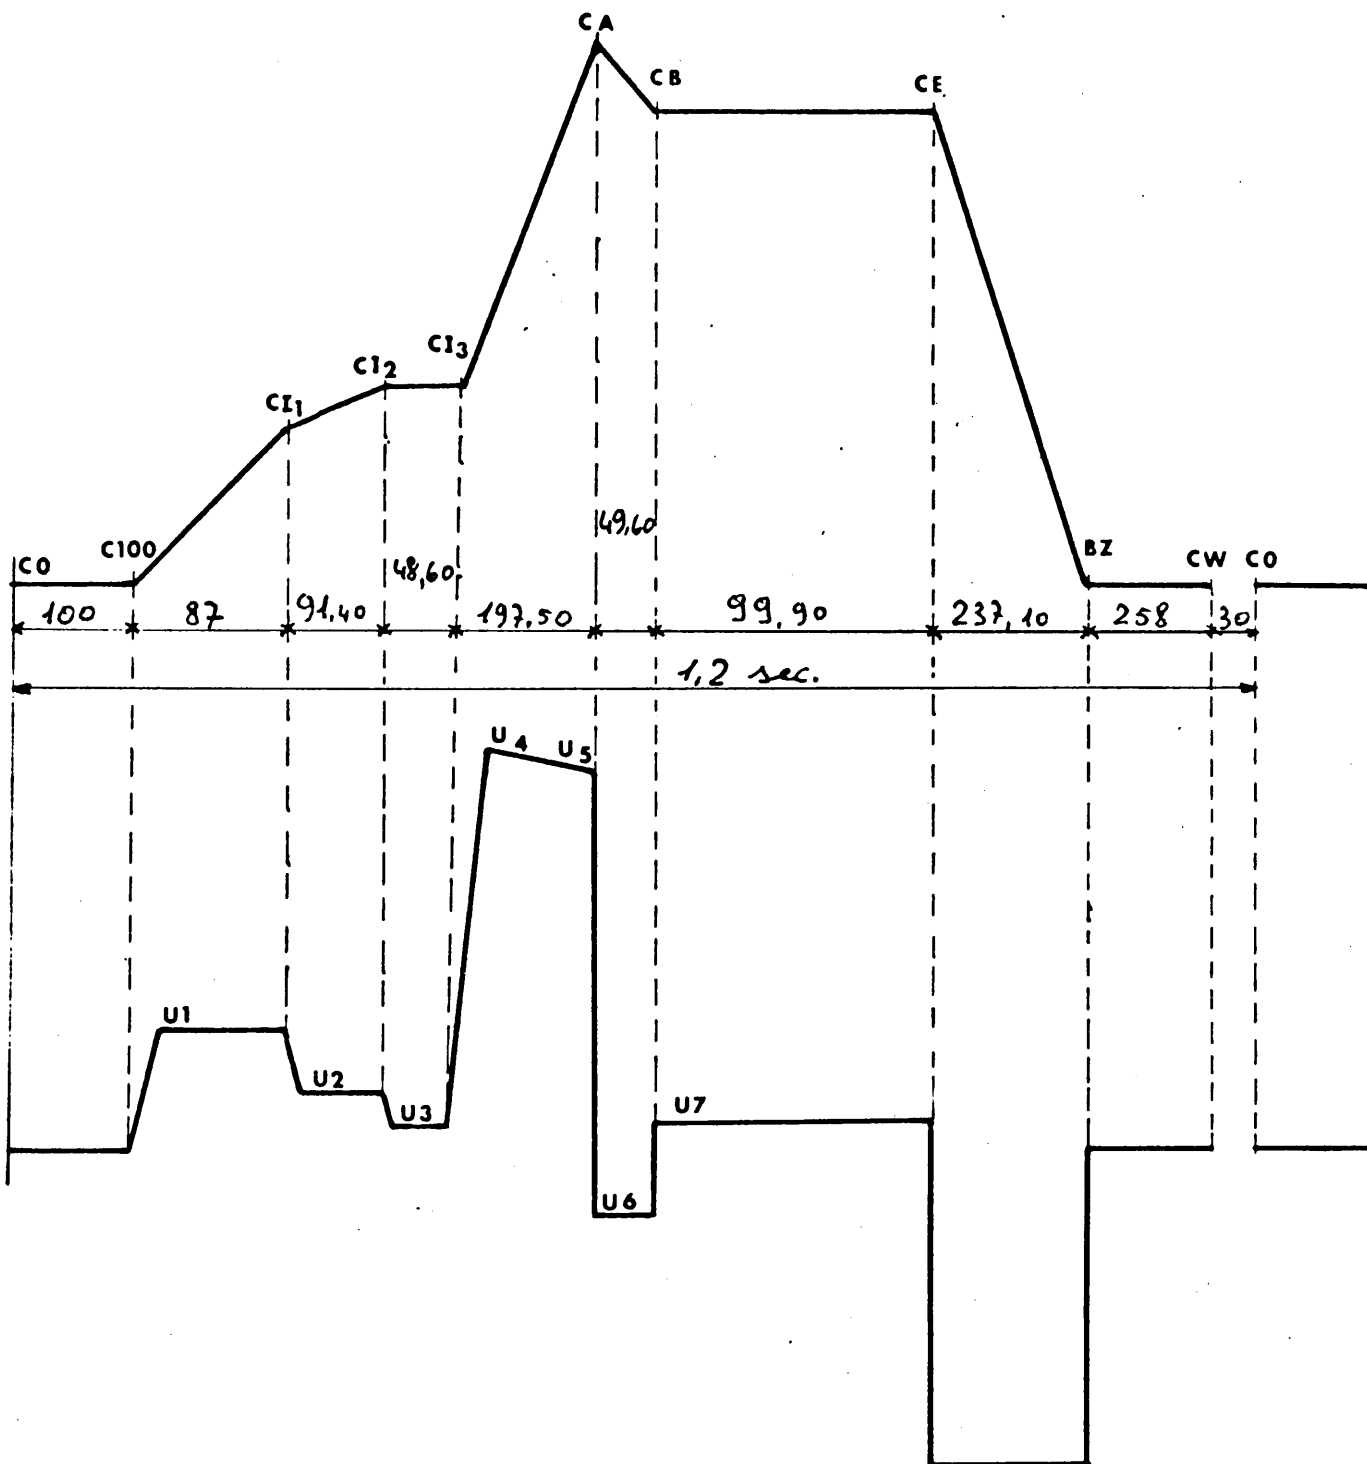 CA
CB
CE
CI3
CI2
CI1
49,60
C100
BZ
CO
48,60
CW CO
100 87 91,40 197,50 99,90 237,10 258 30
1,2 sec.
U4
U5
U1
U2
U3
U7
U6